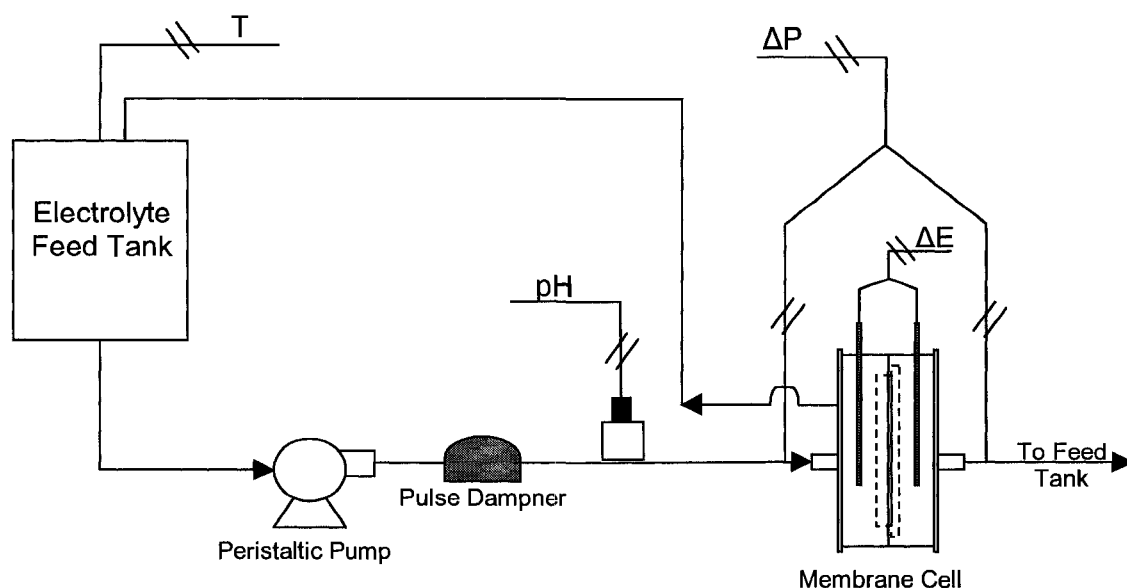 T
ΔP
Electrolyte
Feed Tank
ΔE
pH
To Feed
Tank
Pulse Dampner
Peristaltic Pump
Membrane Cell